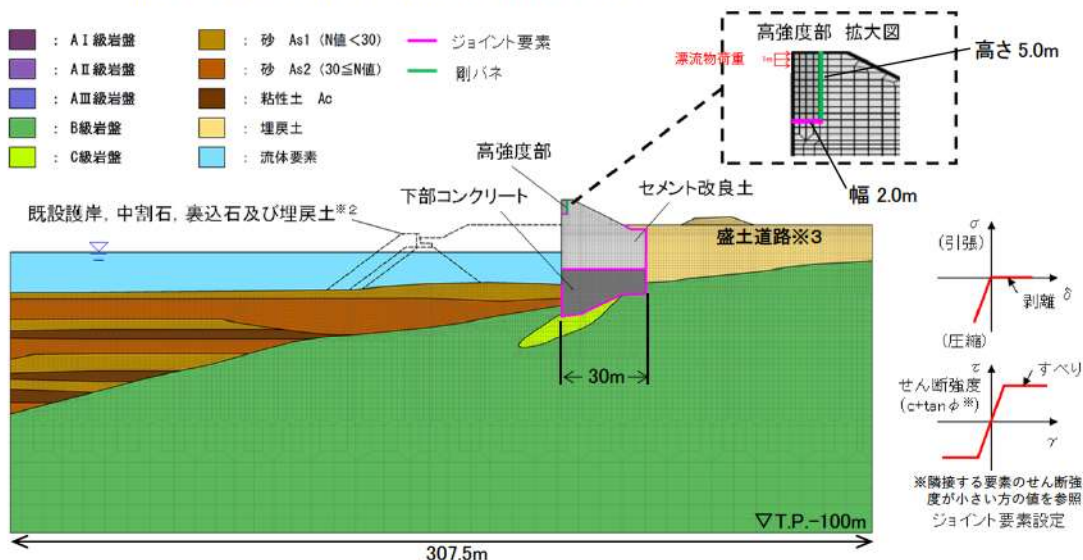 : AⅠ級岩盤
: AⅡ級岩盤
: AⅢ級岩盤
: B級岩盤
: C級岩盤
: 砂 As1 (N値<30)
: 砂 As2 (30≦N値)
: 粘性土 Ac
: 埋戻土
: 流体要素
ジョイント要素
: 剛バネ
高強度部 拡大図
漂流物荷重
1m
高さ 5.0m
幅 2.0m
高強度部
下部コンクリート
セメント改良土
既設護岸, 中割石, 裏込石及び埋戻土※2
盛土道路※3
30m
▽T.P.-100m
307.5m
σ
(引張)
剥離
δ
(圧縮)
τ
すべり
せん断強度
(c+tanφ※)
γ
※隣接する要素のせん断強
度が小さい方の値を参照
ジョイント要素設定